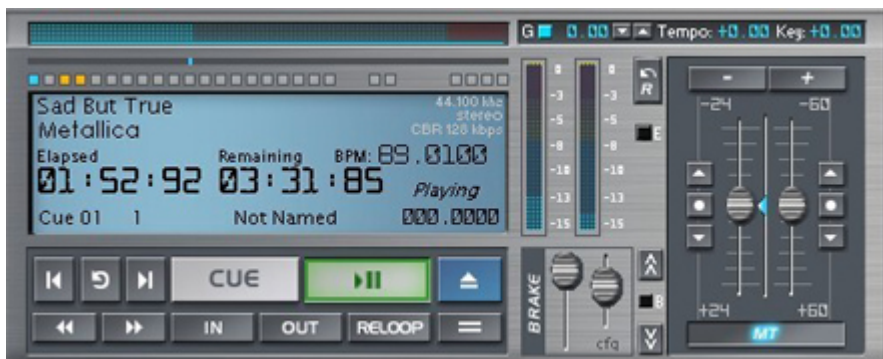 G 0.00 Tempo: +0.00 Key: +0.00
Sad But True
44.100 khz
stereo
Metallica
CBR 128 kbps
Elapsed Remaining BPM: 89.0100
01:52:92 03:31:85 Playing
Cue 01 1 Not Named 000.0000
CUE
IN OUT RELOOP
0 0
-3 -3
-5 -5
-8 -8
-10 -10
-13 -13
-15 -15
R
E
BRAKE
B
cfg
- +
-24 -60
+24 +60
MT